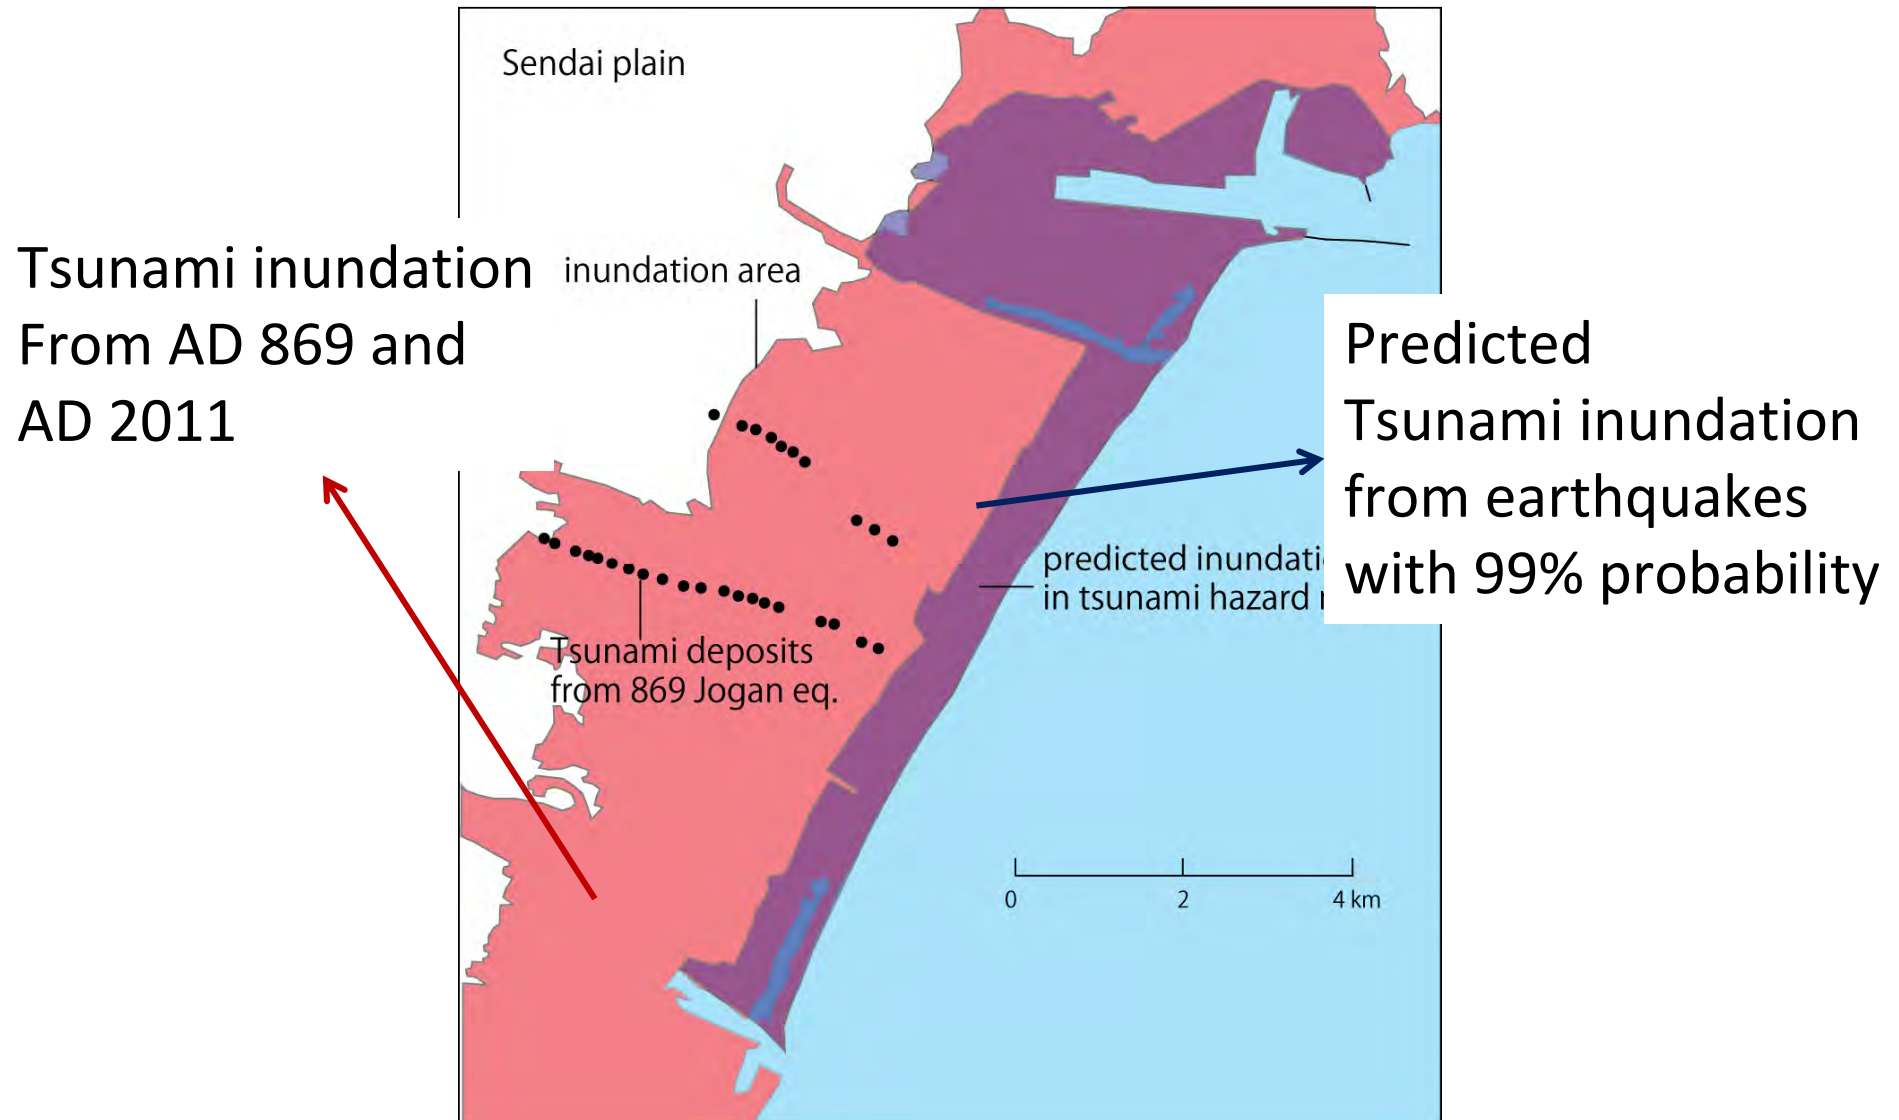 Sendai plain
Tsunami inundation
From AD 869 and
AD 2011
inundation area
Predicted
Tsunami inundation
from earthquakes
with 99% probability
predicted inundati
in tsunami hazard
Tsunami deposits
from 869 Jogan eq.
0 2 4 km